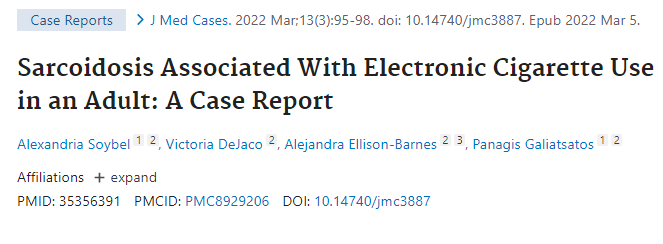 Case Reports > J Med Cases. 2022 Mar;13(3):95-98. doi: 10.14740/jmc3887. Epub 2022 Mar 5.
Sarcoidosis Associated With Electronic Cigarette Use
in an Adult: A Case Report
Alexandria Soybel 1 2, Victoria DeJaco 2, Alejandra Ellison-Barnes 2 3, Panagis Galiatsatos 1 2
Affiliations + expand
PMID: 35356391 PMCID: PMC8929206 DOI: 10.14740/jmc3887